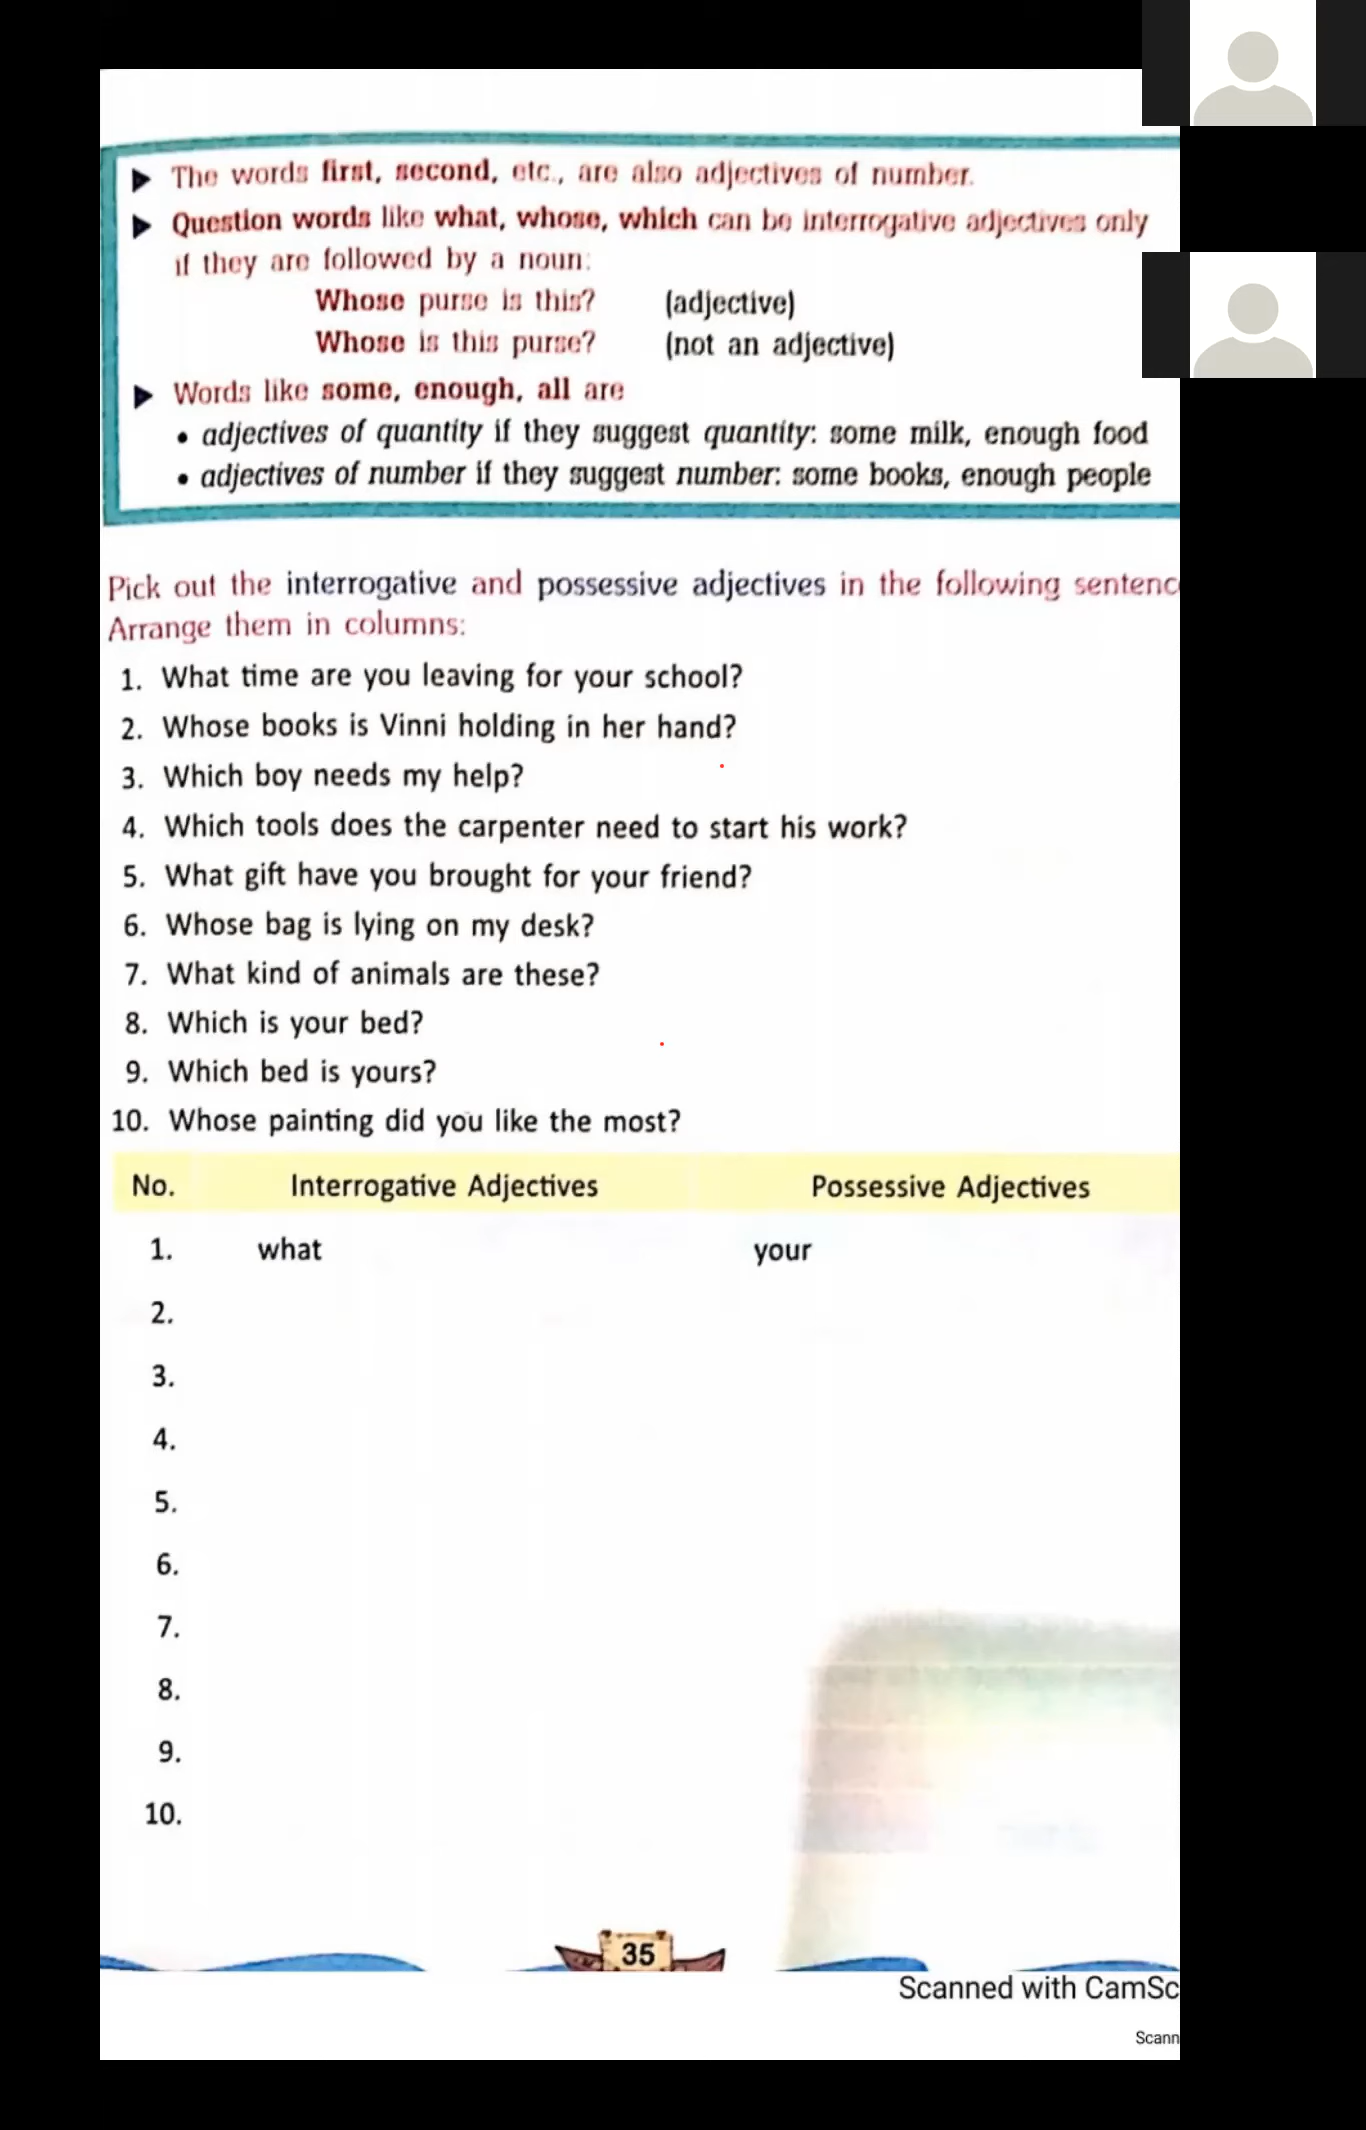 The words first, second, etc., are also adjectives of number.
Question words like what, whose, which can be interrogative adjectives only
if they are followed by a noun:
Whose purse is this? (adjective)
Whose is this purse? (not an adjective)
Words like some, enough, all are
• adjectives of quantity if they suggest quantity: some milk, enough food
• adjectives of number if they suggest number: some books, enough people
Pick out the interrogative and possessive adjectives in the following sentenc
Arrange them in columns:
1. What time are you leaving for your school?
2. Whose books is Vinni holding in her hand?
3. Which boy needs my help?
4. Which tools does the carpenter need to start his work?
5. What gift have you brought for your friend?
6. Whose bag is lying on my desk?
7. What kind of animals are these?
8. Which is your bed?
9. Which bed is yours?
10. Whose painting did you like the most?
No. Interrogative Adjectives Possessive Adjectives
1. what your
2.
3.
4.
5.
6.
7.
8.
9.
10.
35
Scanned with CamSc
Scann